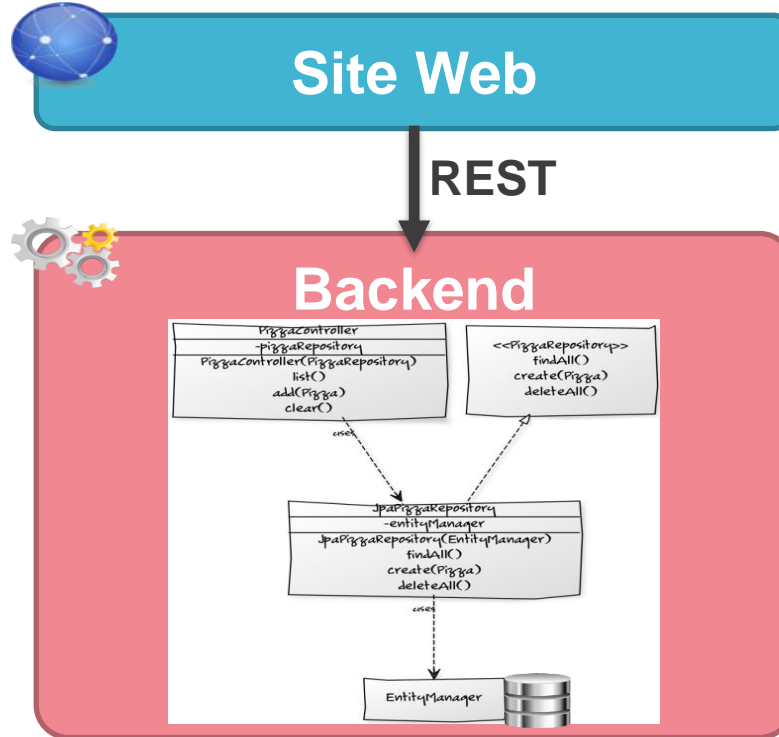 Site Web
REST
Backend
PizzaController
-pizzaRepository
PizzaController(PizzaRepository)
list()
add(Pizza)
clear()
<<PizzaRepository>>
findAll()
create(Pizza)
deleteAll()
uses
JpaPizzaRepository
-entityManager
JpaPizzaRepository(EntityManager)
findAll()
create(Pizza)
deleteAll()
uses
EntityManager